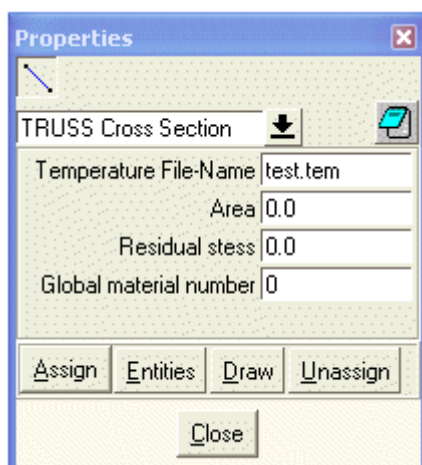 Properties
TRUSS Cross Section
Temperature File-Name test.tem
Area 0.0
Residual stess 0.0
Global material number 0
Assign Entities Draw Unassign
Close